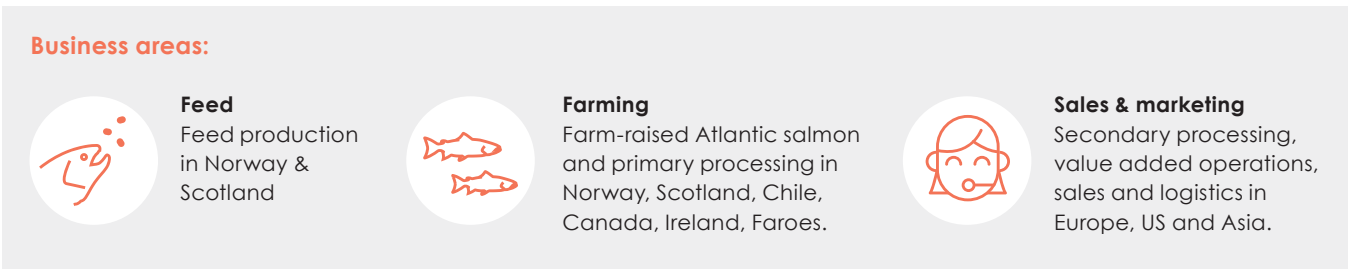 Business areas:
Feed
Feed production
in Norway &
Scotland
Farming
Farm-raised Atlantic salmon
and primary processing in
Norway, Scotland, Chile,
Canada, Ireland, Faroes.
Sales & marketing
Secondary processing,
value added operations,
sales and logistics in
Europe, US and Asia.